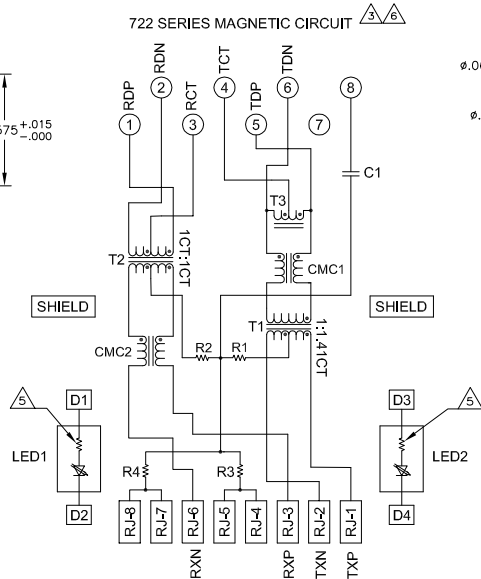 722 SERIES MAGNETIC CIRCUIT 3 6
RDP RDN RCT TCT TDP TDN
1 2 3 4 5 6 7 8
+.015
-.000
C1
T3
T2
1CT:1CT
CMC1
SHIELD
SHIELD
T1
1:1.41CT
CMC2
R2
R1
5
D1
LED1
D2
D3
5
LED2
D4
R4
R3
RJ-8
RJ-7
RJ-6
RJ-5
RJ-4
RJ-3
RJ-2
RJ-1
RXN
RXP
TXN
TXP